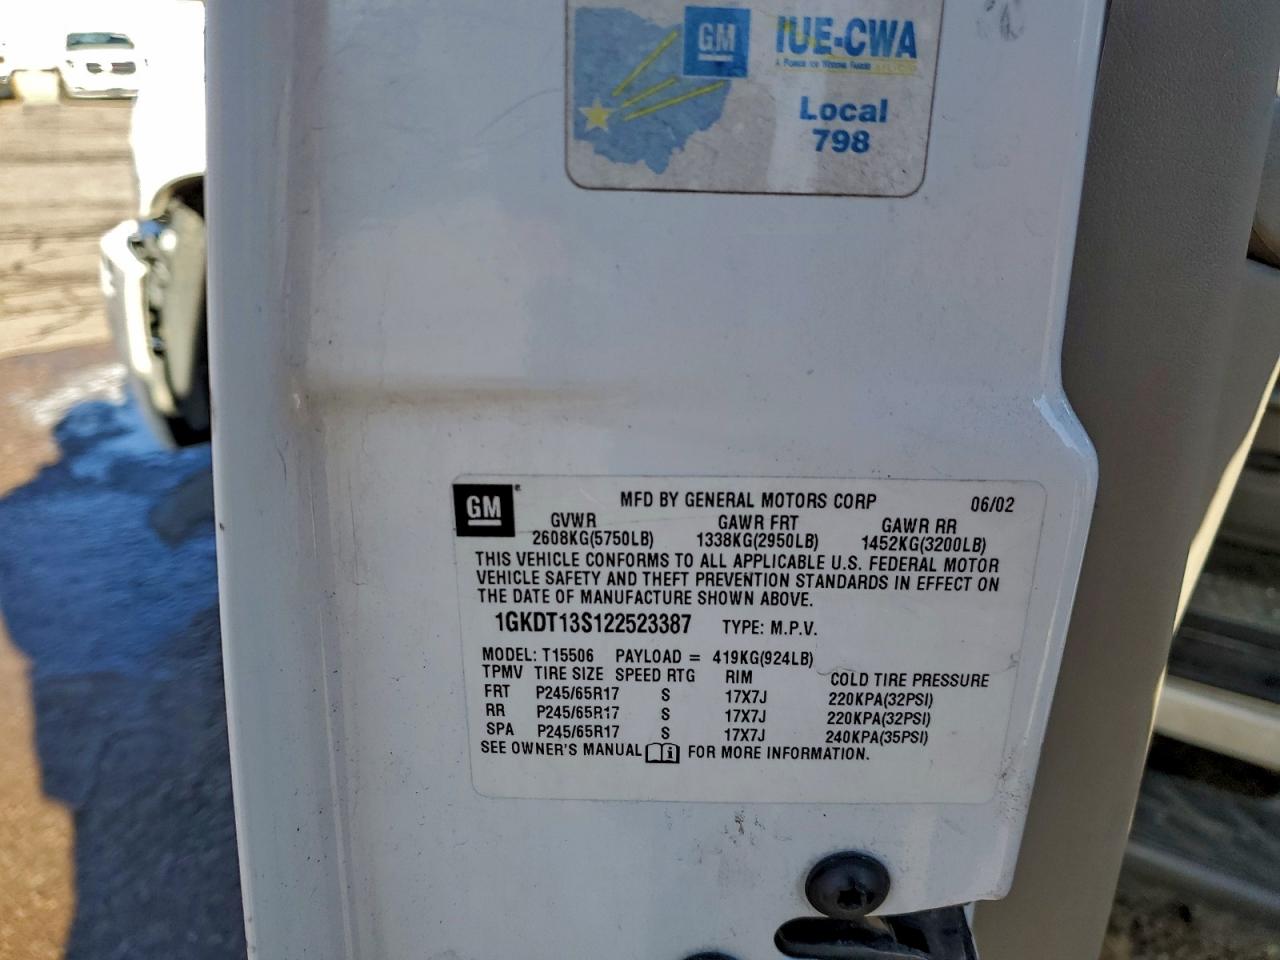 GM IUE-CWA
Local
798
GM MFD BY GENERAL MOTORS CORP 06/02
GVWR GAWR FRT GAWR RR
2608KG(5750LB) 1338KG(2950LB) 1452KG(3200LB)
THIS VEHICLE CONFORMS TO ALL APPLICABLE U.S. FEDERAL MOTOR
VEHICLE SAFETY AND THEFT PREVENTION STANDARDS IN EFFECT ON
THE DATE OF MANUFACTURE SHOWN ABOVE.
1GKDT13S122523387 TYPE: M.P.V.
MODEL: T15506 PAYLOAD = 419KG(924LB)
TPMV TIRE SIZE SPEED RTG RIM COLD TIRE PRESSURE
FRT P245/65R17 S 17X7J 220KPA(32PSI)
RR P245/65R17 S 17X7J 220KPA(32PSI)
SPA P245/65R17 S 17X7J 240KPA(35PSI)
SEE OWNER'S MANUAL FOR MORE INFORMATION.